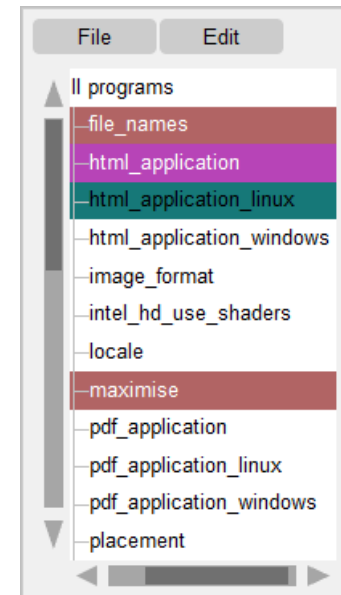 File Edit
ll programs
file_names
html_application
html_application_linux
html_application_windows
image_format
intel_hd_use_shaders
locale
maximise
pdf_application
pdf_application_linux
pdf_application_windows
placement